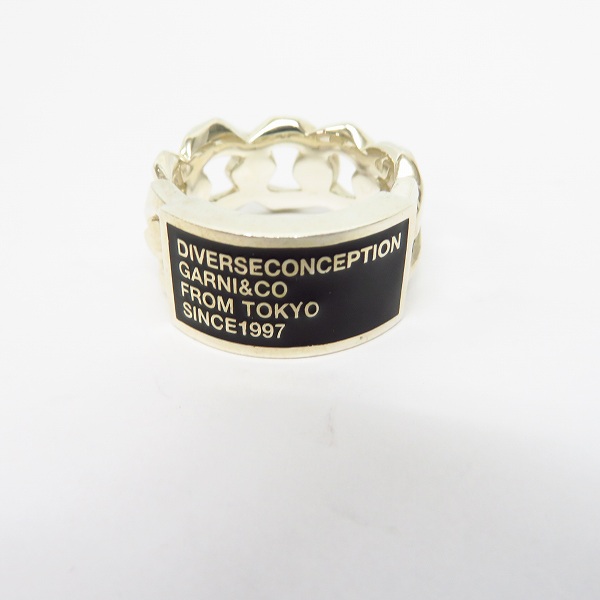 DIVERSECONCEPTION
GARNI&CO
FROM TOKYO
SINCE1997